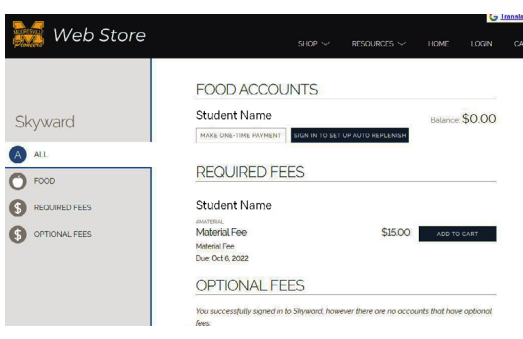 Translat
MOORESVILLE
Pioneers
Web Store
SHOP
RESOURCES
HOME
LOGIN
CA
Skyward
A
ALL
FOOD
$
REQUIRED FEES
$
OPTIONAL FEES
FOOD ACCOUNTS
Student Name
Balance: $0.00
MAKE ONE-TIME PAYMENT
SIGN IN TO SET UP AUTO REPLENISH
REQUIRED FEES
Student Name
#MATERIAL
Material Fee
$15.00
ADD TO CART
Material Fee
Due: Oct 6, 2022
OPTIONAL FEES
You successfully signed in to Skyward, however there are no accounts that have optional
fees.